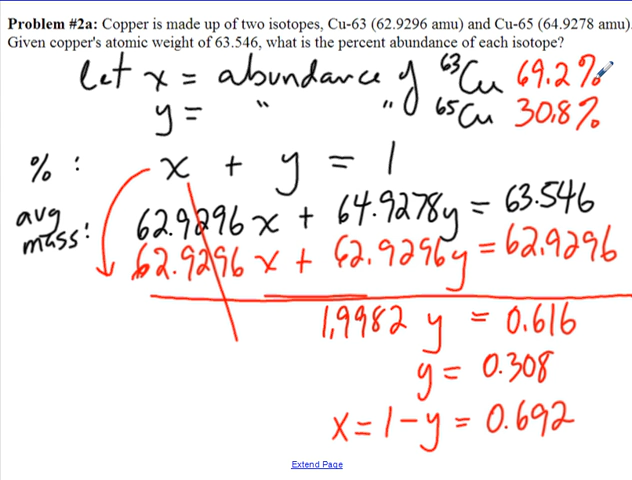 Problem #2a: Copper is made up of two isotopes, Cu-63 (62.9296 amu) and Cu-65 (64.9278 amu).
Given copper's atomic weight of 63.546, what is the percent abundance of each isotope?
let x = abundance of ⁶³Cu 69.2%
y = " " ⁶⁵Cu 30.8%
% : x + y = 1
avg mass: 62.9296 x + 64.9278y = 63.546
62.9296 x + 62.9296y = 62.9296
1.9982 y = 0.616
y = 0.308
x = 1 - y = 0.692
Extend Page